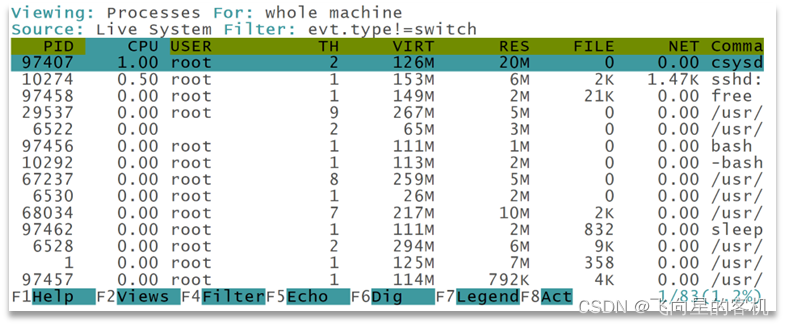 Viewing: Processes For: whole machine
Source: Live System Filter: evt.type!=switch
PID CPU USER TH VIRT RES FILE NET Comma
97407 1.00 root 2 126M 20M 0 0.00 csysd
10274 0.50 root 1 153M 6M 2K 1.47K sshd:
97458 0.00 root 1 149M 2M 21K 0.00 free
29537 0.00 root 9 267M 5M 0 0.00 /usr/
6522 0.00 2 65M 3M 0 0.00 /usr/
97456 0.00 root 1 111M 1M 0 0.00 bash
10292 0.00 root 1 113M 2M 0 0.00 -bash
67237 0.00 root 8 259M 5M 0 0.00 /usr/
6530 0.00 root 1 26M 2M 0 0.00 /usr/
68034 0.00 root 7 217M 10M 2K 0.00 /usr/
97462 0.00 root 1 111M 2M 832 0.00 sleep
6528 0.00 root 2 294M 6M 9K 0.00 /usr/
1 0.00 root 1 125M 7M 358 0.00 /usr/
97457 0.00 root 1 114M 792K 4K 0.00 /usr/
F1Help F2Views F4FilterF5Echo F6Dig F7LegendF8Act 1/83(1.2%)
CSDN @飞向星的客机